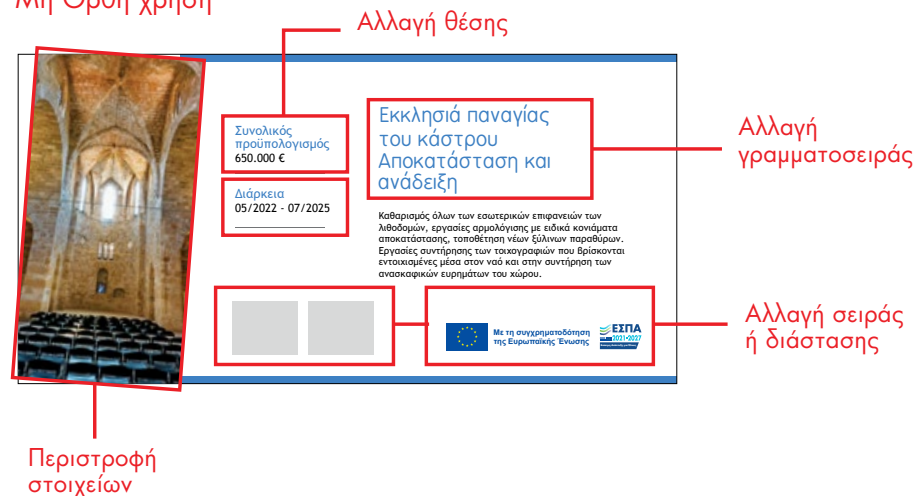 Μη Ορθή χρήση
Αλλαγή θέσης
Συνολικός
προϋπολογισμός
650.000 €
Διάρκεια
05/2022 - 07/2025
Εκκλησιά παναγίας
του κάστρου
Αποκατάσταση και
ανάδειξη
Αλλαγή
γραμματοσειράς
Καθαρισμός όλων των εσωτερικών επιφανειών των
λιθοδομών, εργασίες αρμολόγισης με ειδικά κονιάματα
αποκατάστασης, τοποθέτηση νέων ξύλινων παραθύρων.
Εργασίες συντήρησης των τοιχογραφιών που βρίσκονται
εντοιχισμένες μέσα στον ναό και στην συντήρηση των
ανασκαφικών ευρημάτων του χώρου.
Με τη συγχρηματοδότηση
της Ευρωπαϊκής Ένωσης
ΕΣΠΑ
2021-2027
Αλλαγή σειράς
ή διάστασης
Περιστροφή
στοιχείων